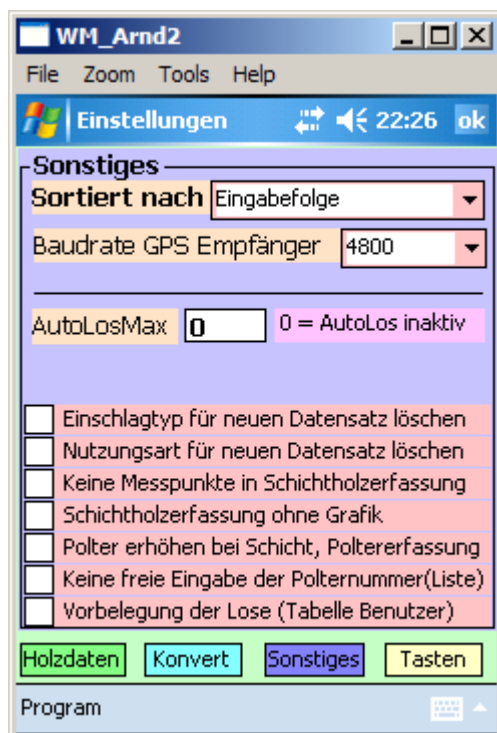 WM_Arnd2
File Zoom Tools Help
Einstellungen 22:26 ok
Sonstiges
Sortiert nach Eingabefolge
Baudrate GPS Empfänger 4800
AutoLosMax 0 0 = AutoLos inaktiv
Einschlagtyp für neuen Datensatz löschen
Nutzungsart für neuen Datensatz löschen
Keine Messpunkte in Schichtholzerfassung
Schichtholzerfassung ohne Grafik
Polter erhöhen bei Schicht, Poltererfassung
Keine freie Eingabe der Polternummer(Liste)
Vorbelegung der Lose (Tabelle Benutzer)
Holzdaten Konvert Sonstiges Tasten
Program